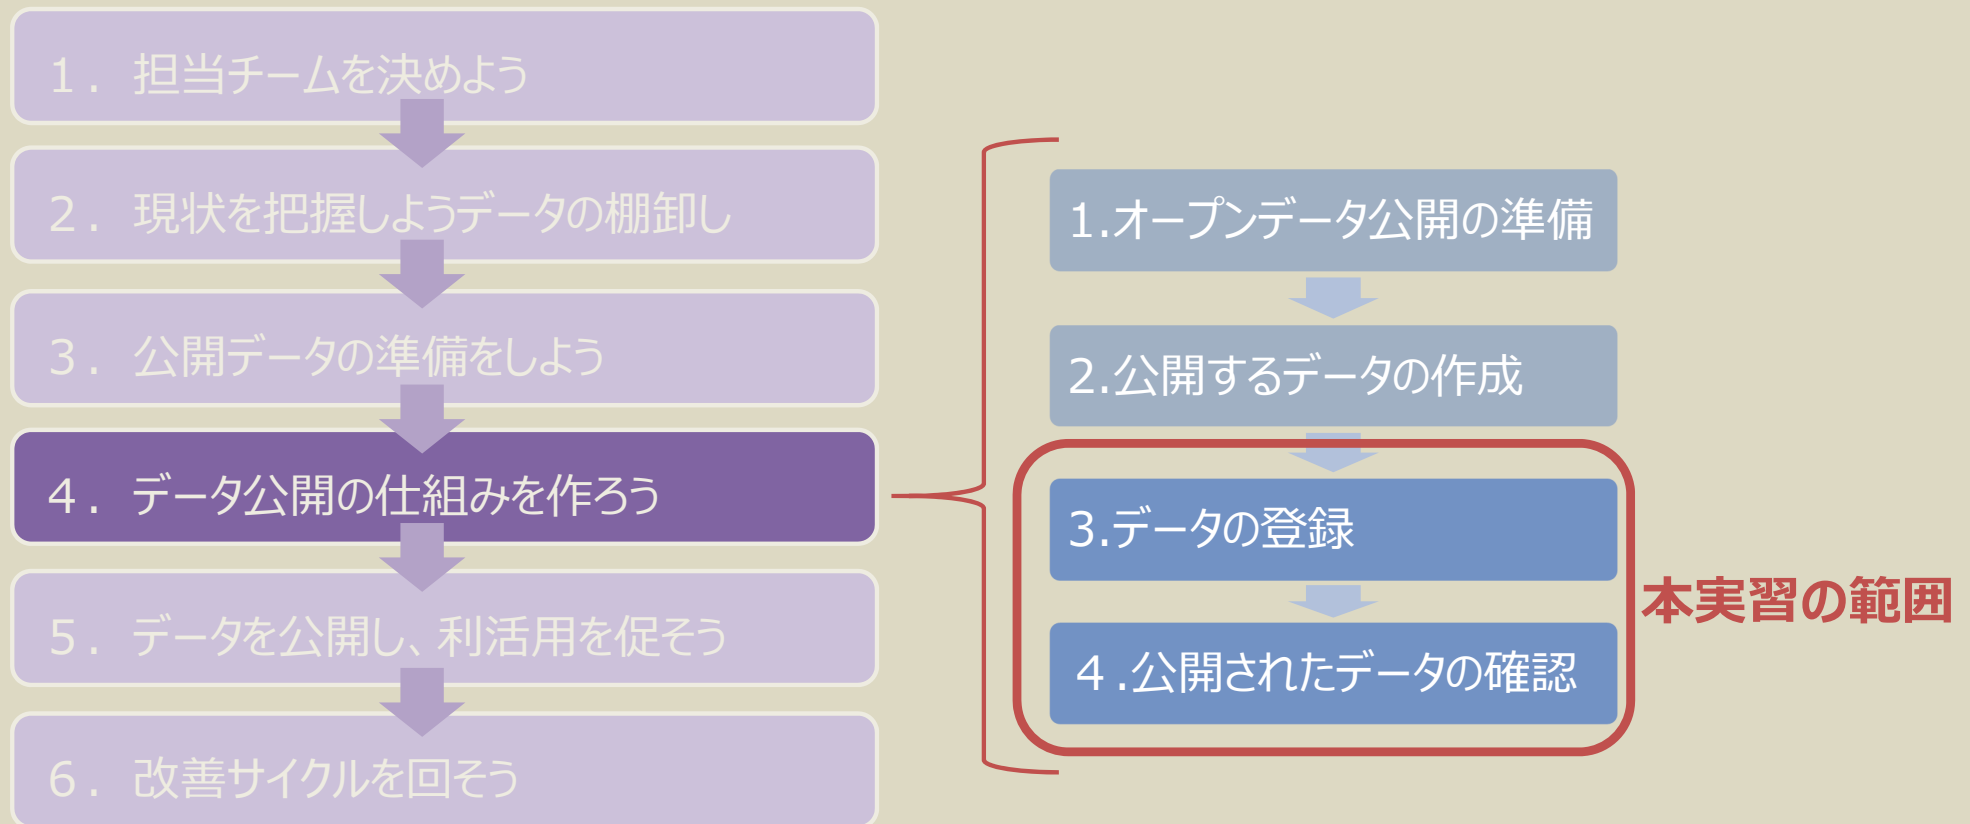 １． 担当チームを決めよう
２． 現状を把握しようデータの棚卸し
３． 公開データの準備をしよう
４． データ公開の仕組みを作ろう
５． データを公開し、利活用を促そう
６． 改善サイクルを回そう
1.オープンデータ公開の準備
2.公開するデータの作成
3.データの登録
４.公開されたデータの確認
本実習の範囲